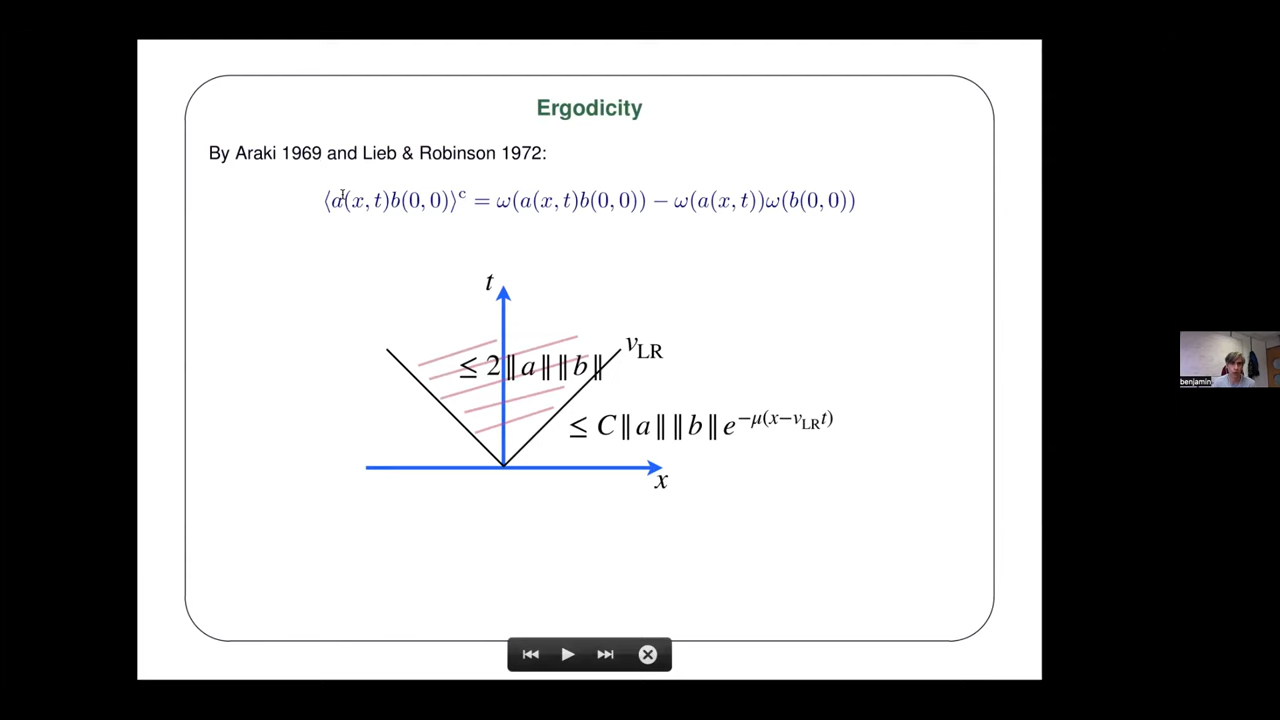 Ergodicity
By Araki 1969 and Lieb & Robinson 1972:
⟨a(x, t)b(0, 0)⟩ᶜ = ω(a(x, t)b(0, 0)) − ω(a(x, t))ω(b(0, 0))
t
v_LR
≤ 2‖a‖‖b‖
≤ C‖a‖‖b‖e^{−μ(x−v_LR t)}
x
benjamin